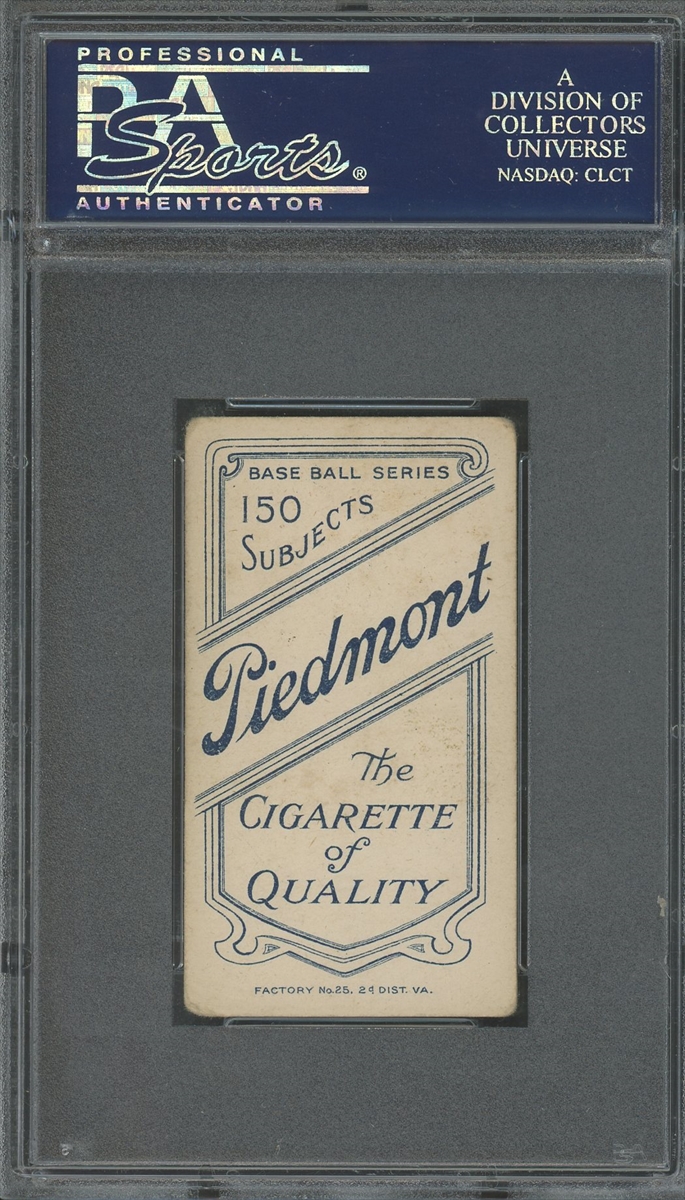 PROFESSIONAL
PSA
Sports®
AUTHENTICATOR
A
DIVISION OF
COLLECTORS
UNIVERSE
NASDAQ: CLCT
BASE BALL SERIES
150
SUBJECTS
Piedmont
The
CIGARETTE
of
QUALITY
FACTORY No.25. 2d DIST. VA.